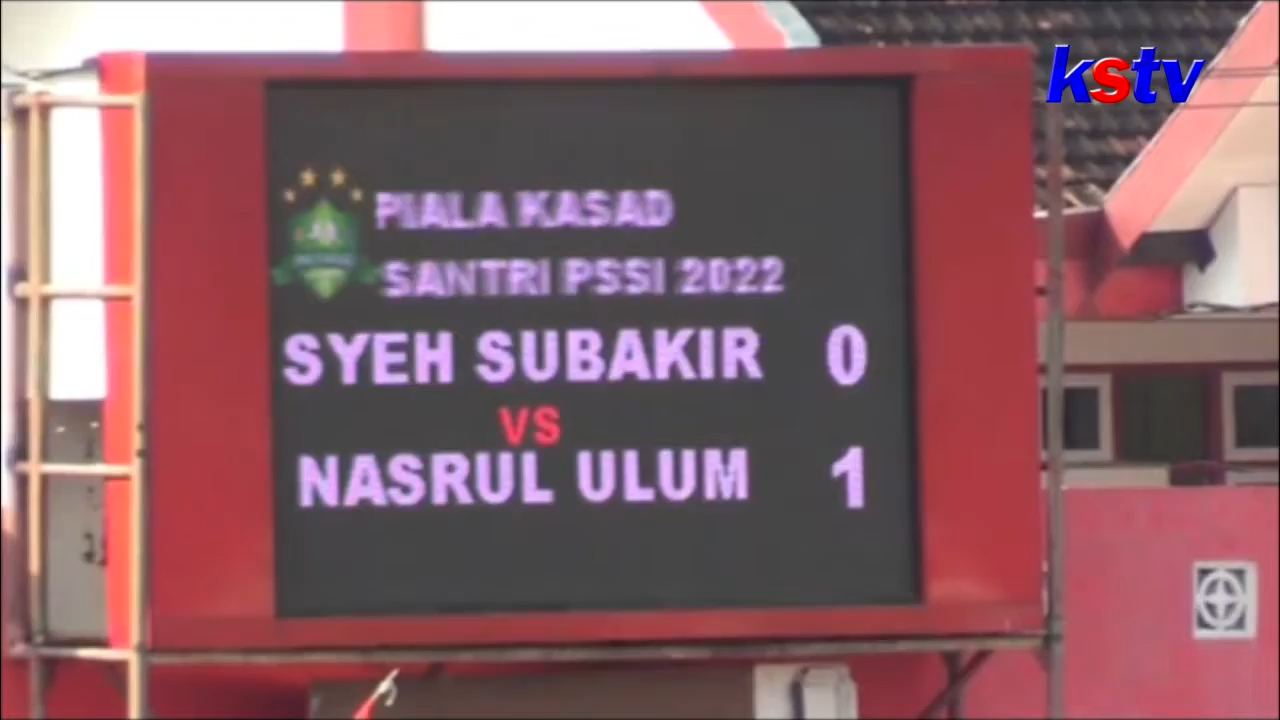 kstv
PIALA KASAD
SANTRI PSSI 2022
SYEH SUBAKIR 0
VS
NASRUL ULUM 1